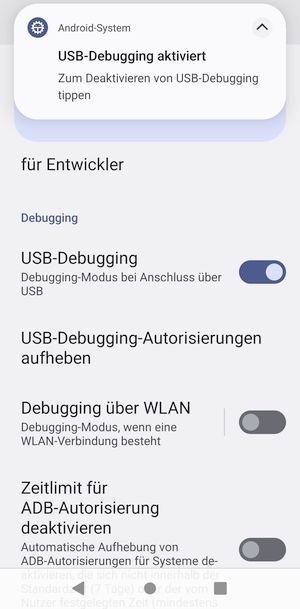 Android-System
USB-Debugging aktiviert
Zum Deaktivieren von USB-Debugging
tippen
für Entwickler
Debugging
USB-Debugging
Debugging-Modus bei Anschluss über
USB
USB-Debugging-Autorisierungen
aufheben
Debugging über WLAN
Debugging-Modus, wenn eine
WLAN-Verbindung besteht
Zeitlimit für
ADB-Autorisierung
deaktivieren
Automatische Aufhebung von
ADB-Autorisierungen für Systeme de-
aktivieren, die sich nicht innerhalb der
Standardzeit (7 Tage) oder der vom
Nutzer festgelegten Zeit (mindestens